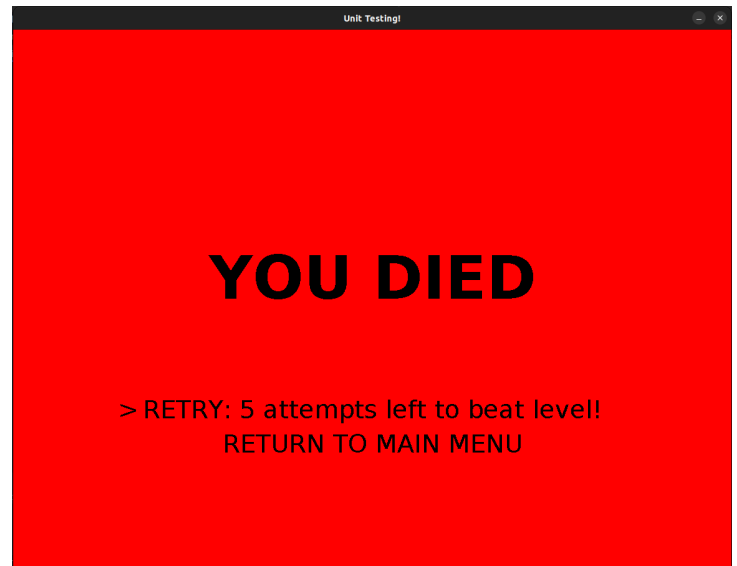 Unit Testing!
YOU DIED
> RETRY: 5 attempts left to beat level!
RETURN TO MAIN MENU